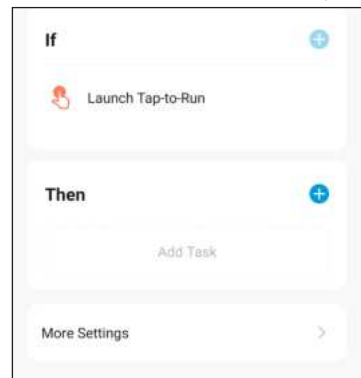 If
Launch Tap-to-Run
Then
Add Task
More Settings